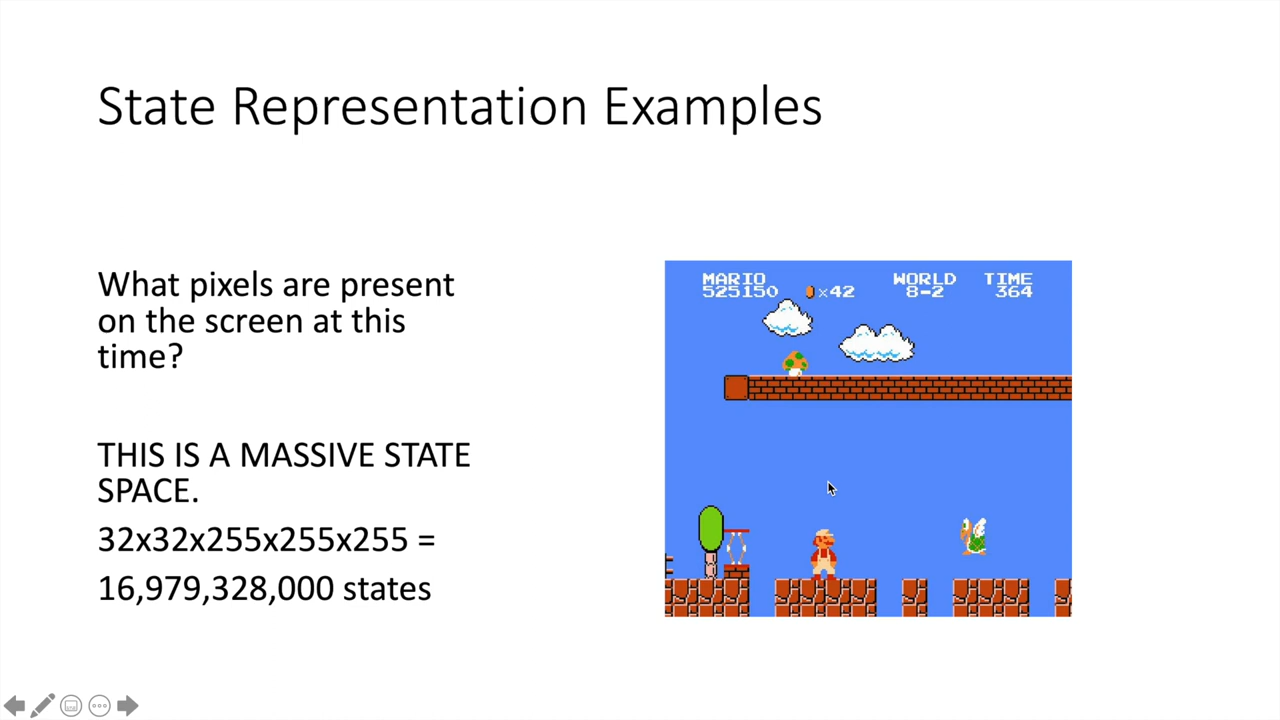 State Representation Examples
What pixels are present
on the screen at this
time?
THIS IS A MASSIVE STATE
SPACE.
32x32x255x255x255 =
16,979,328,000 states
MARIO WORLD TIME
525150 ×42 8-2 364